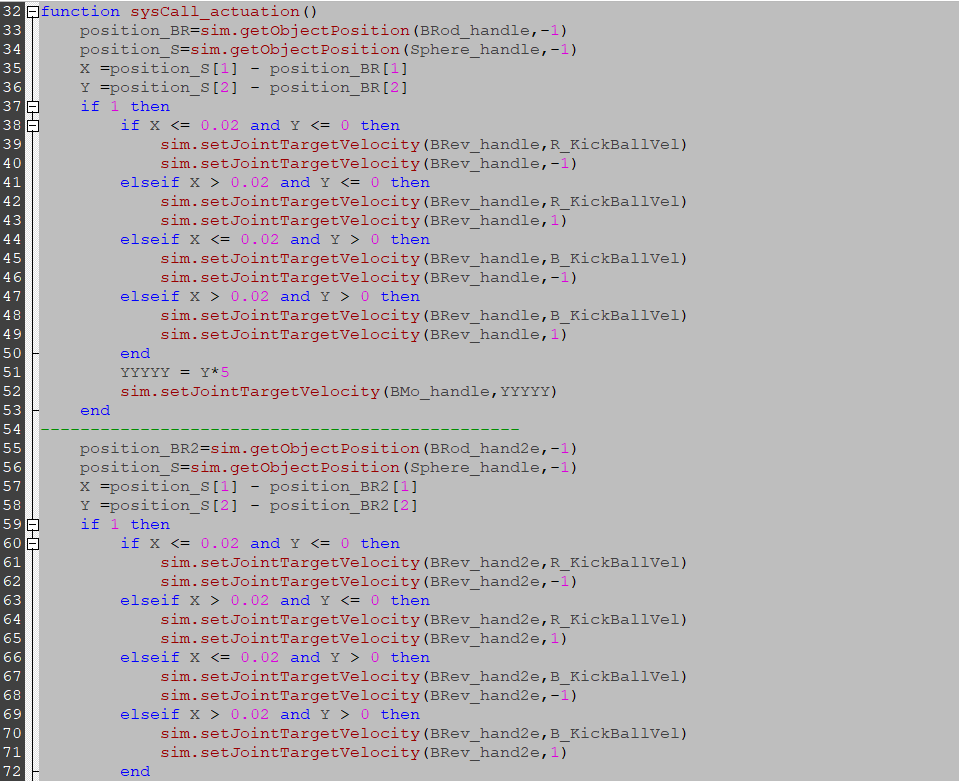 32 function sysCall_actuation()
33     position_BR=sim.getObjectPosition(BRod_handle,-1)
34     position_S=sim.getObjectPosition(Sphere_handle,-1)
35     X =position_S[1] - position_BR[1]
36     Y =position_S[2] - position_BR[2]
37     if 1 then
38         if X <= 0.02 and Y <= 0 then
39             sim.setJointTargetVelocity(BRev_handle,R_KickBallVel)
40             sim.setJointTargetVelocity(BRev_handle,-1)
41         elseif X > 0.02 and Y <= 0 then
42             sim.setJointTargetVelocity(BRev_handle,R_KickBallVel)
43             sim.setJointTargetVelocity(BRev_handle,1)
44         elseif X <= 0.02 and Y > 0 then
45             sim.setJointTargetVelocity(BRev_handle,B_KickBallVel)
46             sim.setJointTargetVelocity(BRev_handle,-1)
47         elseif X > 0.02 and Y > 0 then
48             sim.setJointTargetVelocity(BRev_handle,B_KickBallVel)
49             sim.setJointTargetVelocity(BRev_handle,1)
50         end
51         YYYYY = Y*5
52         sim.setJointTargetVelocity(BMo_handle,YYYYY)
53     end
54 ------------------------------------------------
55     position_BR2=sim.getObjectPosition(BRod_hand2e,-1)
56     position_S=sim.getObjectPosition(Sphere_handle,-1)
57     X =position_S[1] - position_BR2[1]
58     Y =position_S[2] - position_BR2[2]
59     if 1 then
60         if X <= 0.02 and Y <= 0 then
61             sim.setJointTargetVelocity(BRev_hand2e,R_KickBallVel)
62             sim.setJointTargetVelocity(BRev_hand2e,-1)
63         elseif X > 0.02 and Y <= 0 then
64             sim.setJointTargetVelocity(BRev_hand2e,R_KickBallVel)
65             sim.setJointTargetVelocity(BRev_hand2e,1)
66         elseif X <= 0.02 and Y > 0 then
67             sim.setJointTargetVelocity(BRev_hand2e,B_KickBallVel)
68             sim.setJointTargetVelocity(BRev_hand2e,-1)
69         elseif X > 0.02 and Y > 0 then
70             sim.setJointTargetVelocity(BRev_hand2e,B_KickBallVel)
71             sim.setJointTargetVelocity(BRev_hand2e,1)
72         end